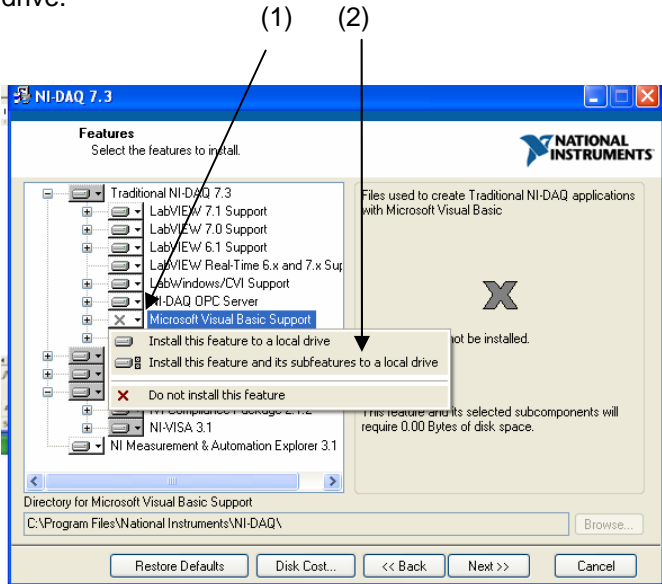 drive.
(1) (2)
NI-DAQ 7.3
Features
Select the features to install.
NATIONAL
INSTRUMENTS
Traditional NI-DAQ 7.3
LabVIEW 7.1 Support
LabVIEW 7.0 Support
LabVIEW 6.1 Support
LabVIEW Real-Time 6.x and 7.x Sup
LabWindows/CVI Support
NI-DAQ OPC Server
Microsoft Visual Basic Support
Install this feature to a local drive
Install this feature and its subfeatures to a local drive
Do not install this feature
IVI Compliance Package 2.1.2
NI-VISA 3.1
NI Measurement & Automation Explorer 3.1
Files used to create Traditional NI-DAQ applications
with Microsoft Visual Basic
not be installed.
This feature and its selected subcomponents will
require 0.00 Bytes of disk space.
Directory for Microsoft Visual Basic Support
C:\Program Files\National Instruments\NI-DAQ\
Browse...
Restore Defaults Disk Cost... << Back Next >> Cancel